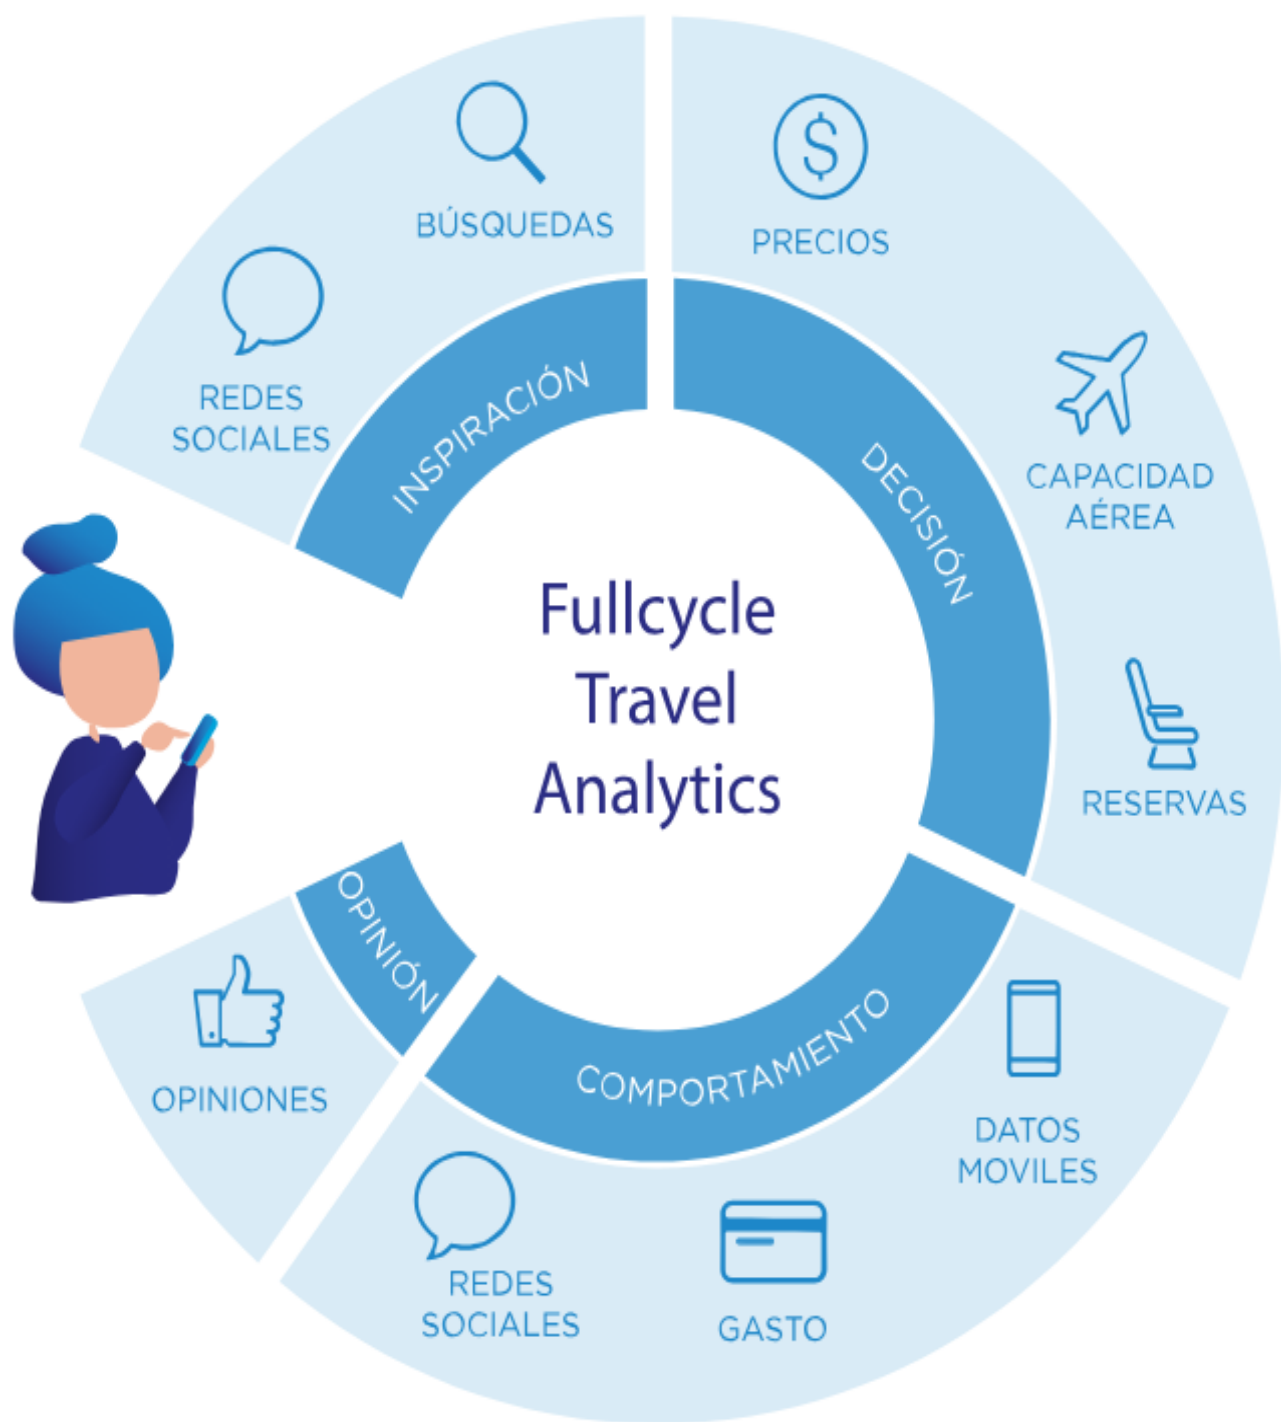 BÚSQUEDAS
REDES
SOCIALES
INSPIRACIÓN
PRECIOS
CAPACIDAD
AÉREA
RESERVAS
DECISIÓN
Fullcycle
Travel
Analytics
COMPORTAMIENTO
DATOS
MOVILES
GASTO
REDES
SOCIALES
OPINIÓN
OPINIONES